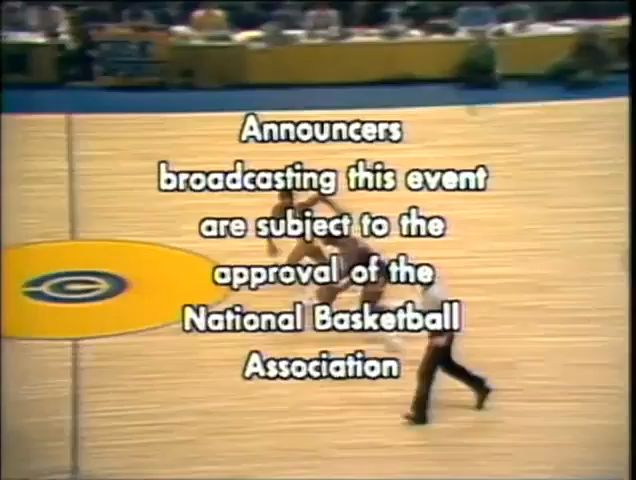 Announcers
broadcasting this event
are subject to the
approval of the
National Basketball
Association